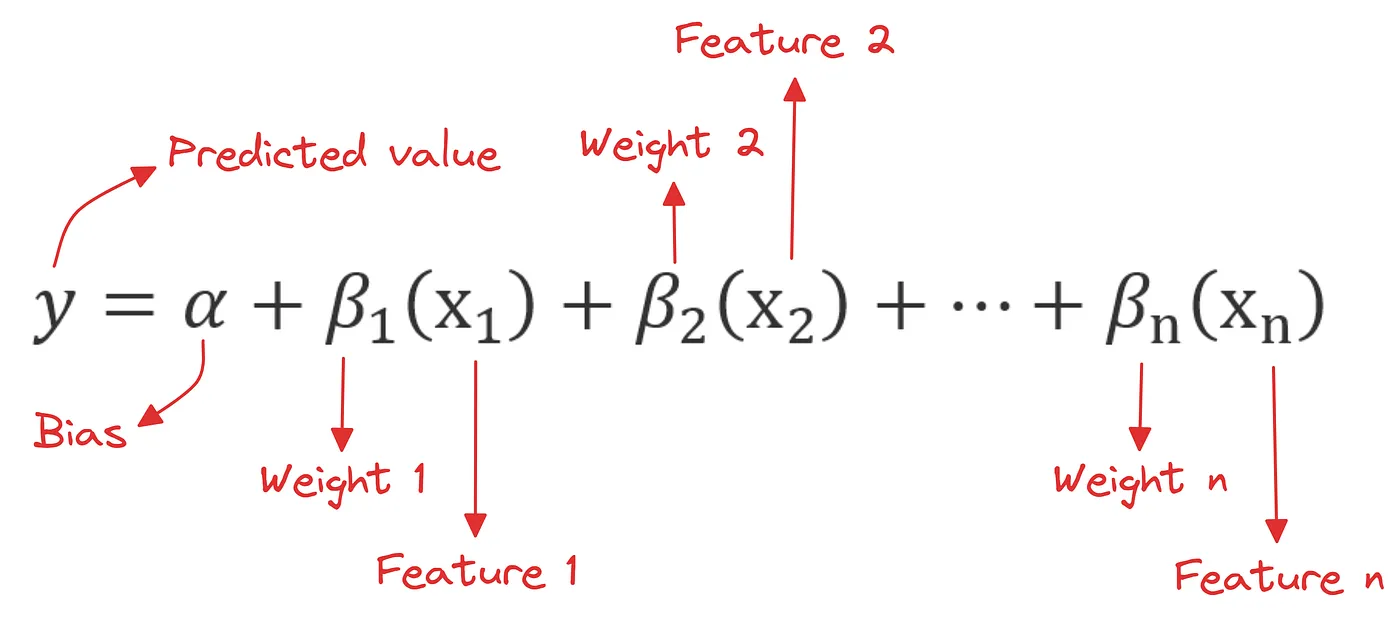 Feature 2
Predicted value
Weight 2
y = α + β₁(x₁) + β₂(x₂) + ⋯ + βₙ(xₙ)
Bias
Weight 1
Weight n
Feature 1
Feature n